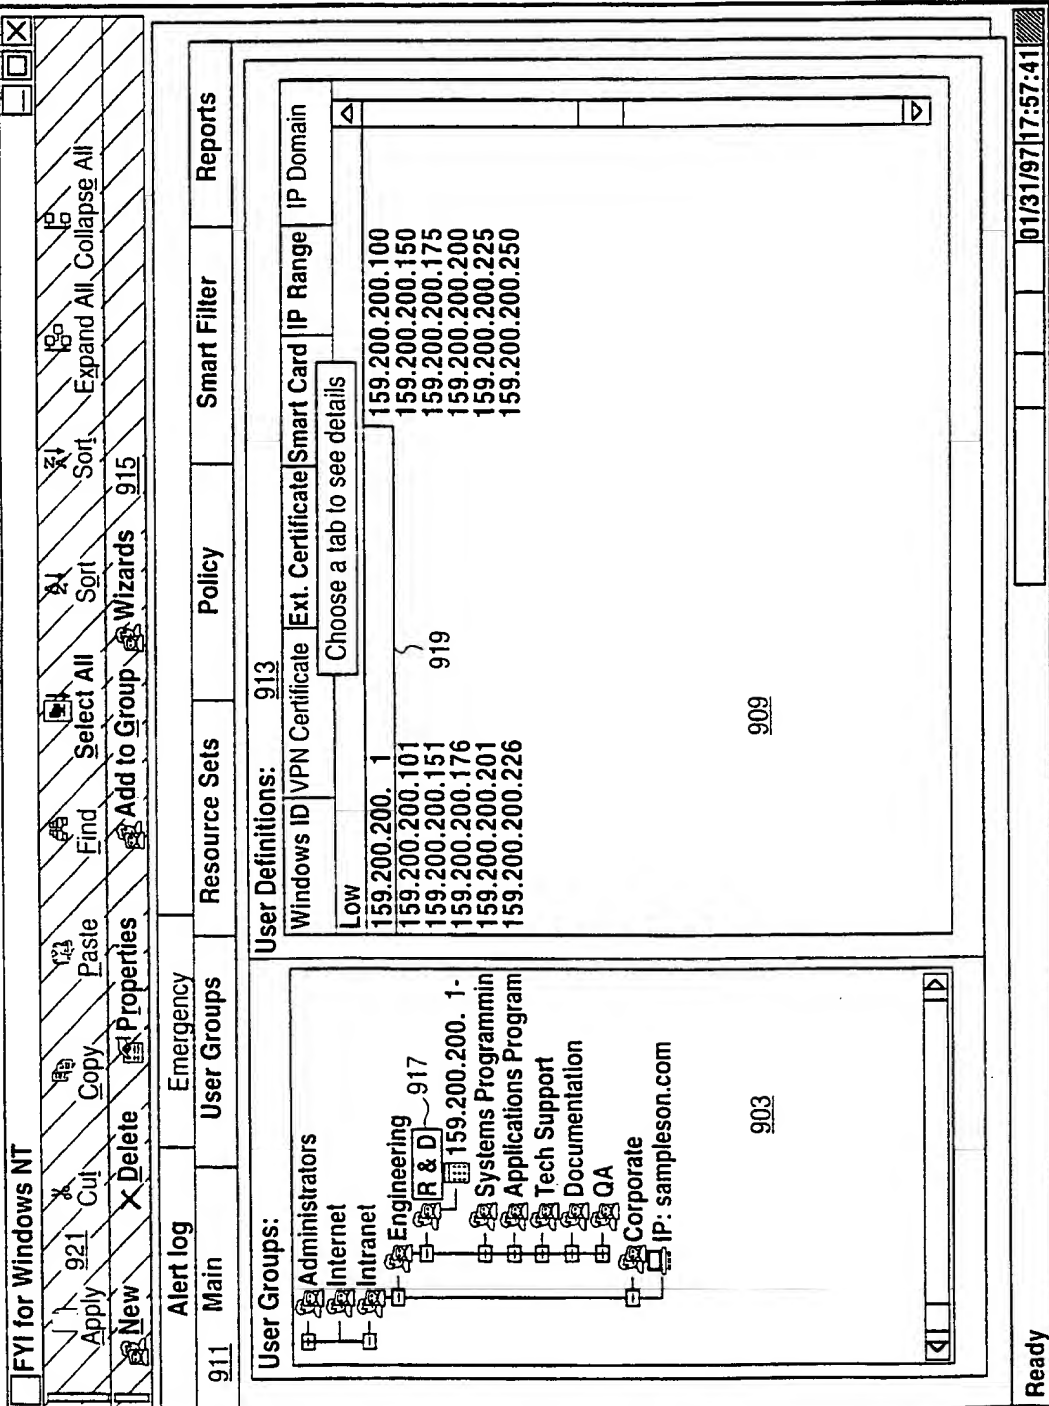 FYI for Windows NT
Apply 921 Cut Copy Paste Find Select All Sort Sort Expand All Collapse All
New Delete Properties Add to Group Wizards 915
Alert log Emergency
911 Main User Groups Resource Sets Policy Smart Filter Reports
User Groups:
Administrators
Internet
Intranet
Engineering
R & D 917
159.200.200. 1-
Systems Programmin
Applications Program
Tech Support
Documentation
QA
Corporate
IP: sampleson.com
903
User Definitions: 913
Windows ID VPN Certificate Ext. Certificate Smart Card IP Range IP Domain
Choose a tab to see details
Low
159.200.200. 1 159.200.200.100
159.200.200.101 159.200.200.150
159.200.200.151 159.200.200.175
159.200.200.176 159.200.200.200
159.200.200.201 159.200.200.225
159.200.200.226 159.200.200.250
919
909
Ready 01/31/97 17:57:41